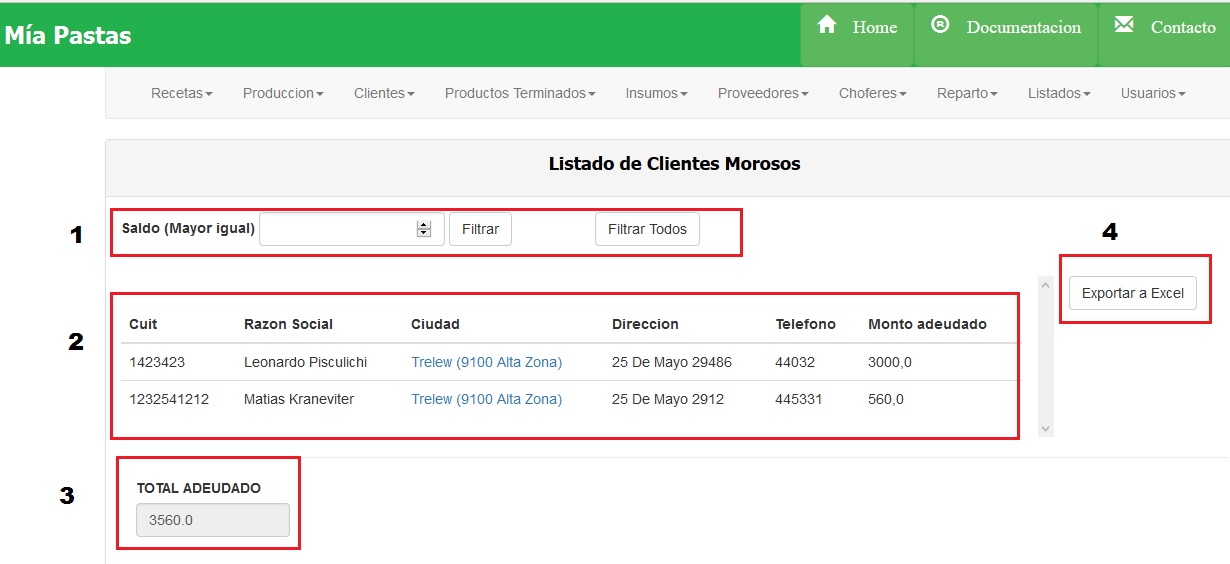 Mía Pastas
Home Documentacion Contacto
Recetas Produccion Clientes Productos Terminados Insumos Proveedores Choferes Reparto Listados Usuarios
Listado de Clientes Morosos
1 Saldo (Mayor igual) Filtrar Filtrar Todos
4
Exportar a Excel
2
Cuit Razon Social Ciudad Direccion Telefono Monto adeudado
1423423 Leonardo Pisculichi Trelew (9100 Alta Zona) 25 De Mayo 29486 44032 3000,0
1232541212 Matias Kraneviter Trelew (9100 Alta Zona) 25 De Mayo 2912 445331 560,0
3
TOTAL ADEUDADO
3560.0